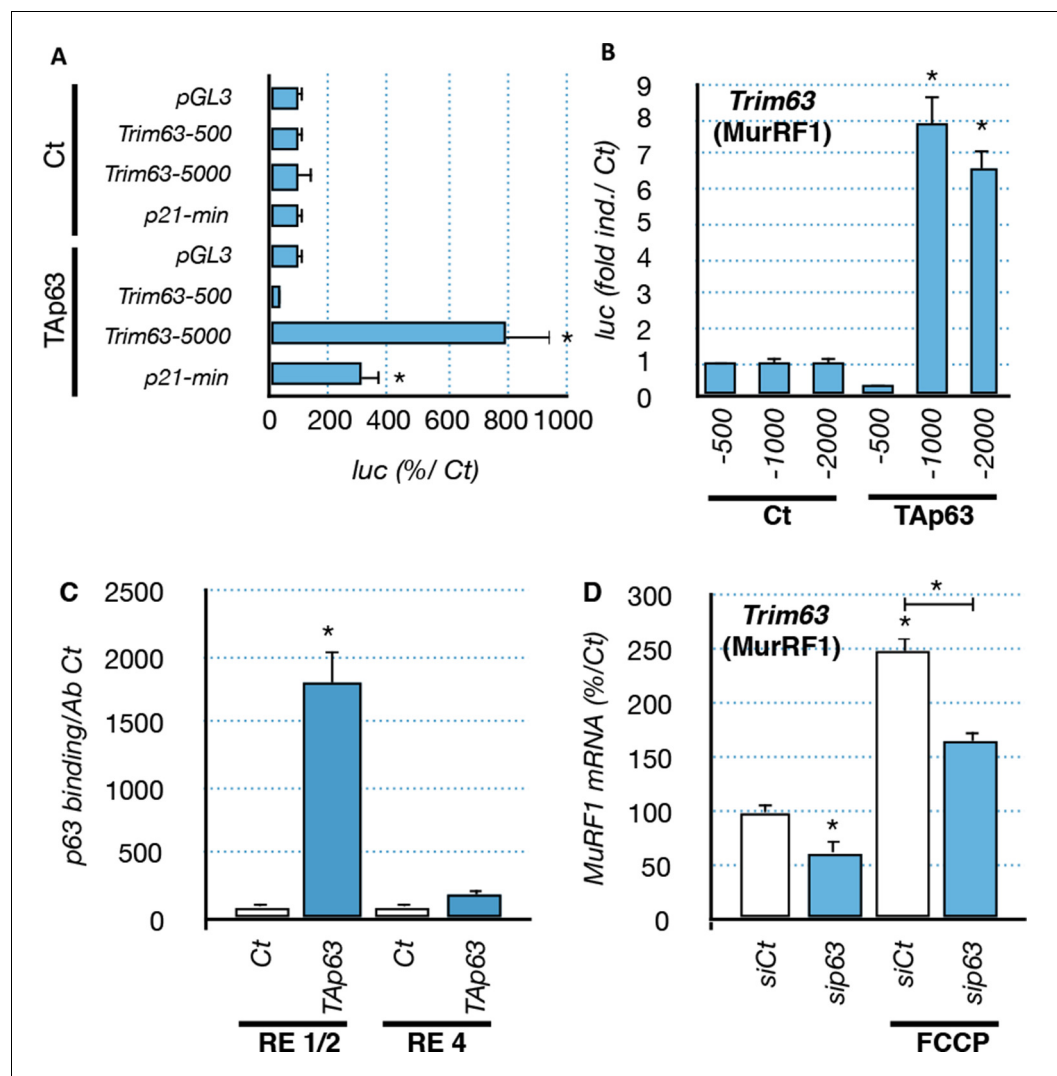 A
Ct
pGL3
Trim63-500
Trim63-5000
p21-min
TAp63
pGL3
Trim63-500
Trim63-5000
*
p21-min
*
0 200 400 600 800 1000
luc (%/ Ct)
B
Trim63
(MurRF1)
luc (fold ind./ Ct)
9
8
7
6
5
4
3
2
1
0
*
*
-500 -1000 -2000 -500 -1000 -2000
Ct TAp63
C
p63 binding/Ab Ct
2500
2000
1500
1000
500
0
*
Ct TAp63 Ct TAp63
RE 1/2 RE 4
D
Trim63
(MurRF1)
MuRF1 mRNA (%/Ct)
300
250
200
150
100
50
0
*
*
*
siCt sip63 siCt sip63
FCCP